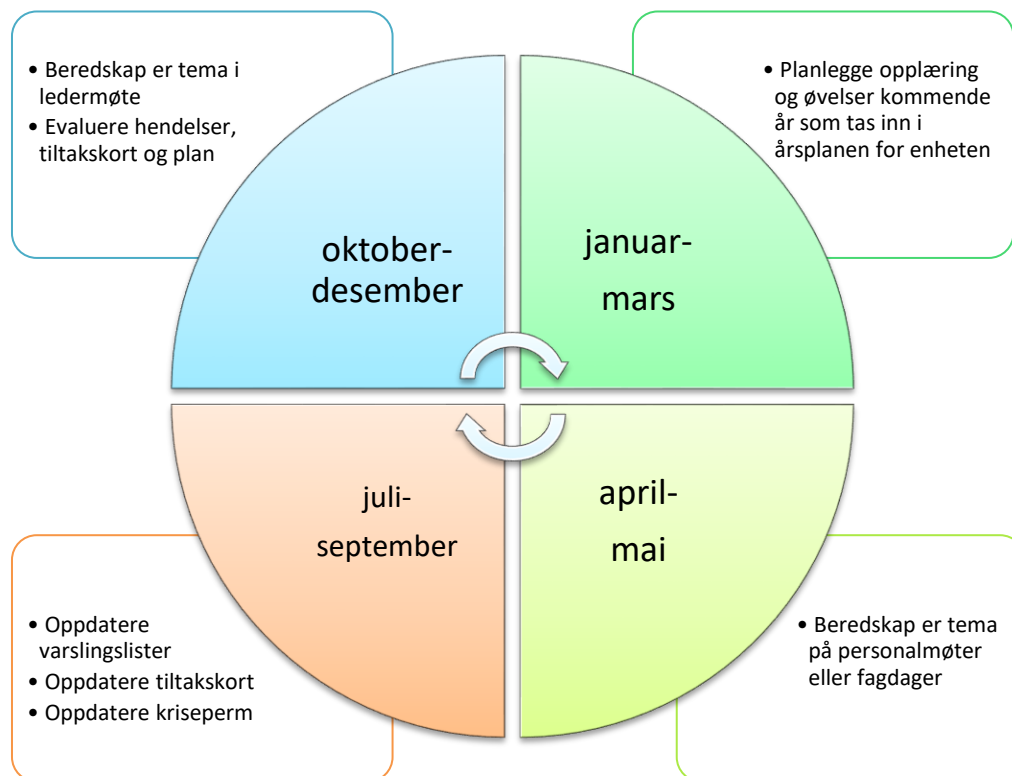 • Beredskap er tema i
ledermøte
• Evaluere hendelser,
tiltakskort og plan
• Planlegge opplæring
og øvelser kommende
år som tas inn i
årsplanen for enheten
oktober-
desember
januar-
mars
juli-
september
april-
mai
• Oppdatere
varslingslister
• Oppdatere tiltakskort
• Oppdatere kriseperm
• Beredskap er tema
på personalmøter
eller fagdager